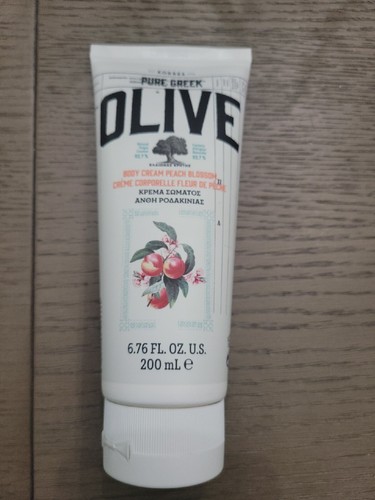 KORRES
PURE GREEK
OLIVE
BODY CREAM PEACH BLOSSOM
CRÈME CORPORELLE FLEUR DE PÊCHE
ΚΡΕΜΑ ΣΩΜΑΤΟΣ
ΑΝΘΗ ΡΟΔΑΚΙΝΙΑΣ
6.76 FL. OZ. U.S.
200 mL ℮